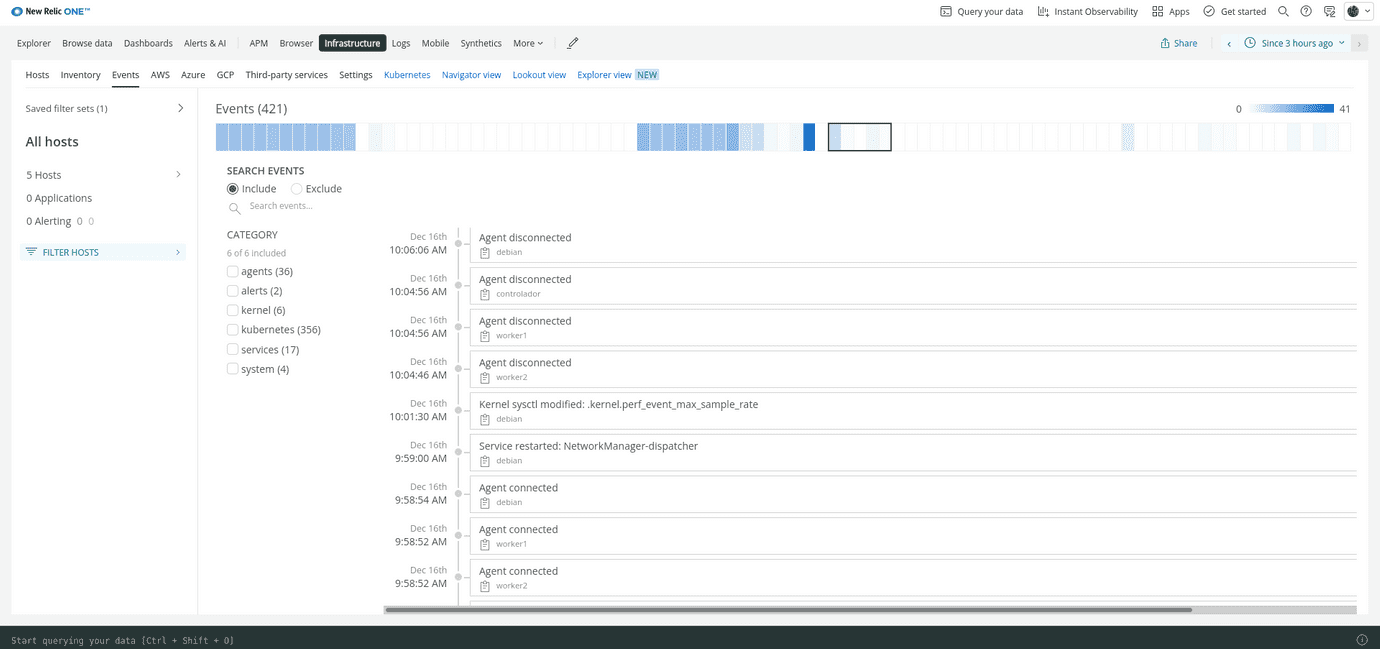 New Relic ONE™
Query your data
Instant Observability
Apps
Get started
Explorer
Browse data
Dashboards
Alerts & AI
APM
Browser
Infrastructure
Logs
Mobile
Synthetics
More
Share
Since 3 hours ago
Hosts
Inventory
Events
AWS
Azure
GCP
Third-party services
Settings
Kubernetes
Navigator view
Lookout view
Explorer view NEW
Saved filter sets (1)
All hosts
5 Hosts
0 Applications
0 Alerting 0 0
FILTER HOSTS
Events (421)
0
41
SEARCH EVENTS
Include
Exclude
Search events...
CATEGORY
6 of 6 included
agents (36)
alerts (2)
kernel (6)
kubernetes (356)
services (17)
system (4)
Dec 16th
10:06:06 AM
Agent disconnected
debian
Dec 16th
10:04:56 AM
Agent disconnected
controlador
Dec 16th
10:04:56 AM
Agent disconnected
worker1
Dec 16th
10:04:46 AM
Agent disconnected
worker2
Dec 16th
10:01:30 AM
Kernel sysctl modified: .kernel.perf_event_max_sample_rate
debian
Dec 16th
9:59:00 AM
Service restarted: NetworkManager-dispatcher
debian
Dec 16th
9:58:54 AM
Agent connected
debian
Dec 16th
9:58:52 AM
Agent connected
worker1
Dec 16th
9:58:52 AM
Agent connected
worker2
Start querying your data [Ctrl + Shift + O]